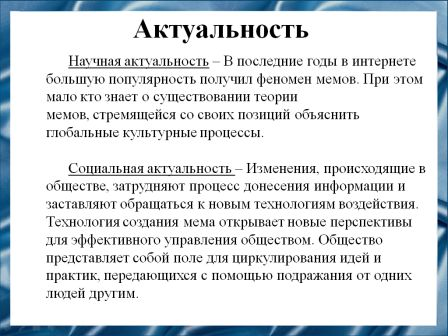 Актуальность
Научная актуальность – В последние годы в интернете
большую популярность получил феномен мемов. При этом
мало кто знает о существовании теории
мемов, стремящейся со своих позиций объяснить
глобальные культурные процессы.
Социальная актуальность – Изменения, происходящие в
обществе, затрудняют процесс донесения информации и
заставляют обращаться к новым технологиям воздействия.
Технология создания мема открывает новые перспективы
для эффективного управления обществом. Общество
представляет собой поле для циркулирования идей и
практик, передающихся с помощью подражания от одних
людей другим.